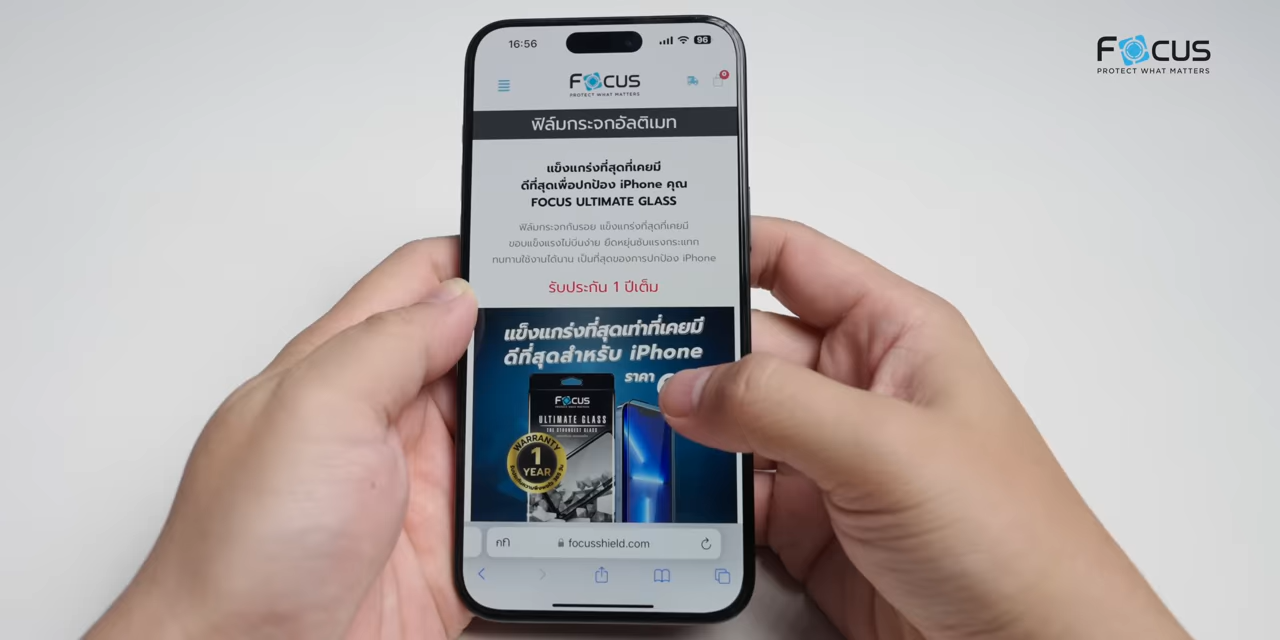 16:56
96
FOCUS
PROTECT WHAT MATTERS
0
ฟิล์มกระจกอัลติเมท
แข็งแกร่งที่สุดที่เคยมี
ดีที่สุดเพื่อปกป้อง iPhone คุณ
FOCUS ULTIMATE GLASS
ฟิล์มกระจกกันรอย แข็งแกร่งที่สุดที่เคยมี
ขอบแข็งแรงไม่บิ่นง่าย ยืดหยุ่นซับแรงกระแทก
ทนทานใช้งานได้นาน เป็นที่สุดของการปกป้อง iPhone
รับประกัน 1 ปีเต็ม
แข็งแกร่งที่สุดเท่าที่เคยมี
ดีที่สุดสำหรับ iPhone
ราคา
FOCUS
ULTIMATE GLASS
THE STRONGEST GLASS
WARRANTY
1
YEAR
กก
focusshield.com
FOCUS
PROTECT WHAT MATTERS